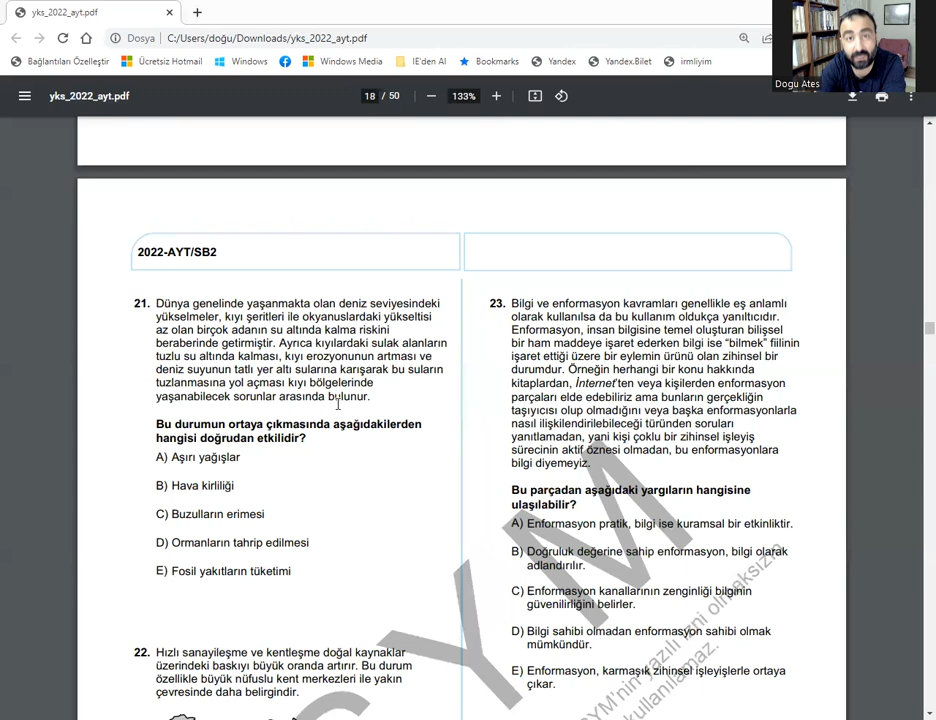 yks_2022_ayt.pdf
Dosya C:/Users/doğu/Downloads/yks_2022_ayt.pdf
Bağlantıları Özelleştir Ücretsiz Hotmail Windows Windows Media IE'den Al Bookmarks Yandex Yandex.Bilet irmliyim
Dogu Ates
yks_2022_ayt.pdf 18 / 50 133%
2022-AYT/SB2
21. Dünya genelinde yaşanmakta olan deniz seviyesindeki
yükselmeler, kıyı şeritleri ile okyanuslardaki yükseltisi
az olan birçok adanın su altında kalma riskini
beraberinde getirmiştir. Ayrıca kıyılardaki sulak alanların
tuzlu su altında kalması, kıyı erozyonunun artması ve
deniz suyunun tatlı yer altı sularına karışarak bu suların
tuzlanmasına yol açması kıyı bölgelerinde
yaşanabilecek sorunlar arasında bulunur.
Bu durumun ortaya çıkmasında aşağıdakilerden
hangisi doğrudan etkilidir?
A) Aşırı yağışlar
B) Hava kirliliği
C) Buzulların erimesi
D) Ormanların tahrip edilmesi
E) Fosil yakıtların tüketimi
22. Hızlı sanayileşme ve kentleşme doğal kaynaklar
üzerindeki baskıyı büyük oranda artırır. Bu durum
özellikle büyük nüfuslu kent merkezleri ile yakın
çevresinde daha belirgindir.
23. Bilgi ve enformasyon kavramları genellikle eş anlamlı
olarak kullanılsa da bu kullanım oldukça yanıltıcıdır.
Enformasyon, insan bilgisine temel oluşturan bilişsel
bir ham maddeye işaret ederken bilgi ise “bilmek” fiilinin
işaret ettiği üzere bir eylemin ürünü olan zihinsel bir
durumdur. Örneğin herhangi bir konu hakkında
kitaplardan, İnternet'ten veya kişilerden enformasyon
parçaları elde edebiliriz ama bunların gerçekliğin
taşıyıcısı olup olmadığını veya başka enformasyonlarla
nasıl ilişkilendirilebileceği türünden soruları
yanıtlamadan, yani kişi çoklu bir zihinsel işleyiş
sürecinin aktif öznesi olmadan, bu enformasyonlara
bilgi diyemeyiz.
Bu parçadan aşağıdaki yargıların hangisine
ulaşılabilir?
A) Enformasyon pratik, bilgi ise kuramsal bir etkinliktir.
B) Doğruluk değerine sahip enformasyon, bilgi olarak
adlandırılır.
C) Enformasyon kanallarının zenginliği bilginin
güvenilirliğini belirler.
D) Bilgi sahibi olmadan enformasyon sahibi olmak
mümkündür.
E) Enformasyon, karmaşık zihinsel işleyişlerle ortaya
çıkar.
SYM
ÖSYM'nin yazılı izni olmaksızın
kullanılamaz.